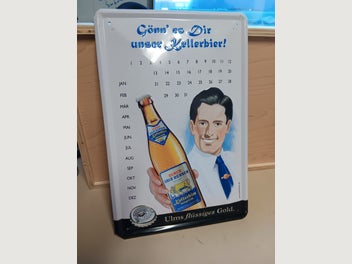 Gönn' es Dir
unser Kellerbier!
1 2 3 4 5 6 7 8 9 10 11 12
13 14 15 16 17 18 19 20
JAN 21 22 23 24 25 26 27 28
FEB 29 30 31
MÄR
APR
MAI
JUN
JUL
AUG
SEP
OKT
NOV
DEZ
Ulms flüssiges Gold.